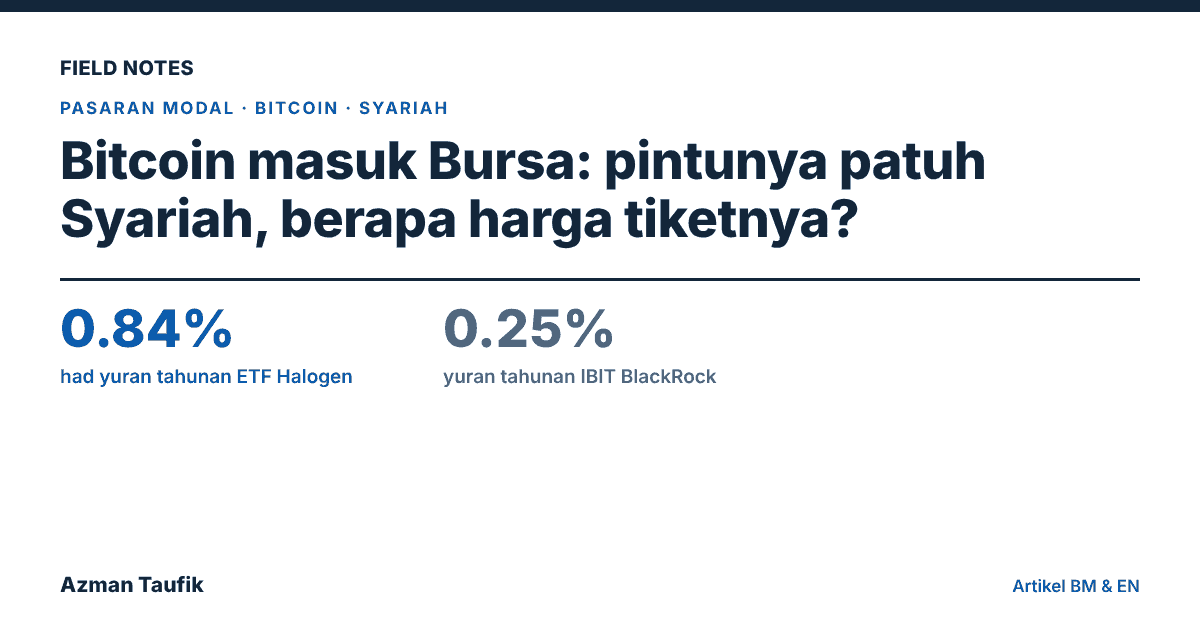 FIELD NOTES
PASARAN MODAL · BITCOIN · SYARIAH
Bitcoin masuk Bursa: pintunya patuh
Syariah, berapa harga tiketnya?
0.84%
had yuran tahunan ETF Halogen
0.25%
yuran tahunan IBIT BlackRock
Azman Taufik
Artikel BM & EN